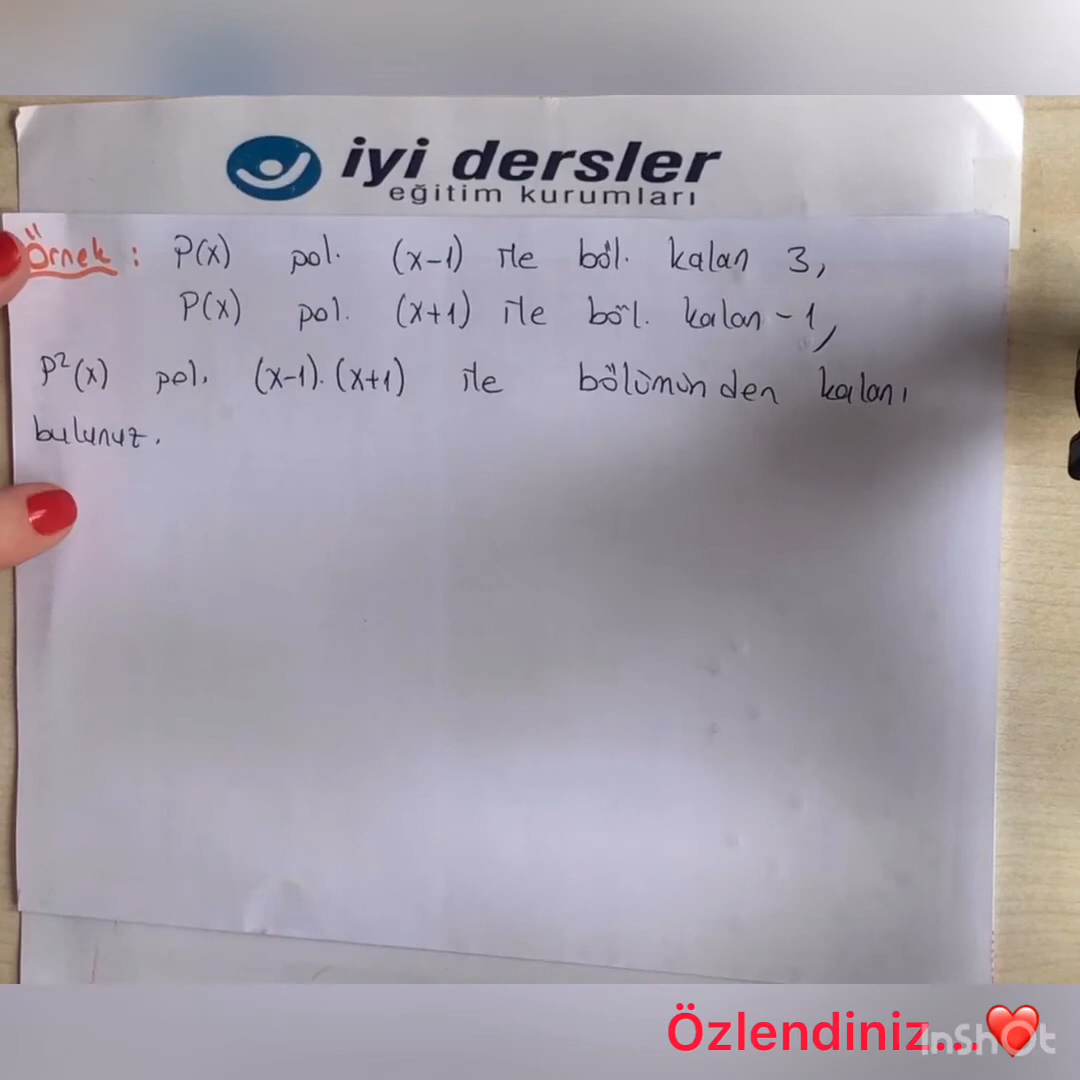 iyi dersler
eğitim kurumları
Örnek : P(x) pol. (x-1) ile böl. kalan 3,
P(x) pol. (x+1) ile böl. kalan -1,
P²(x) pol. (x-1).(x+1) ile bölümünden kalanı
bulunuz.
Özlendiniz...❤️
InShOt